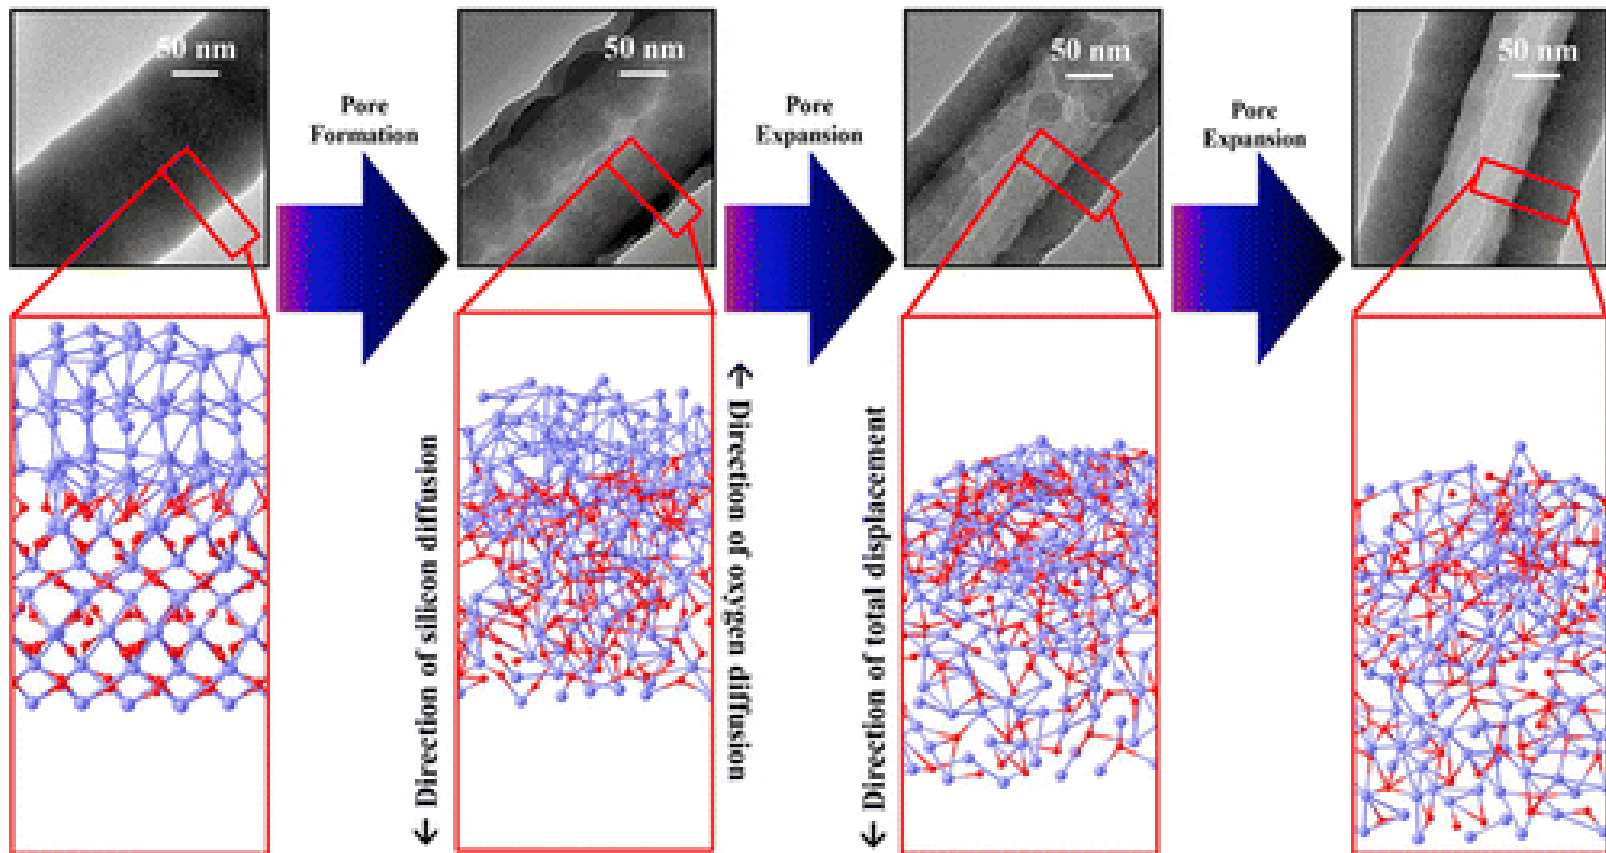 50 nm
50 nm
50 nm
50 nm
Pore
Formation
Pore
Expansion
Pore
Expansion
← Direction of silicon diffusion
→ Direction of oxygen diffusion
← Direction of total displacement